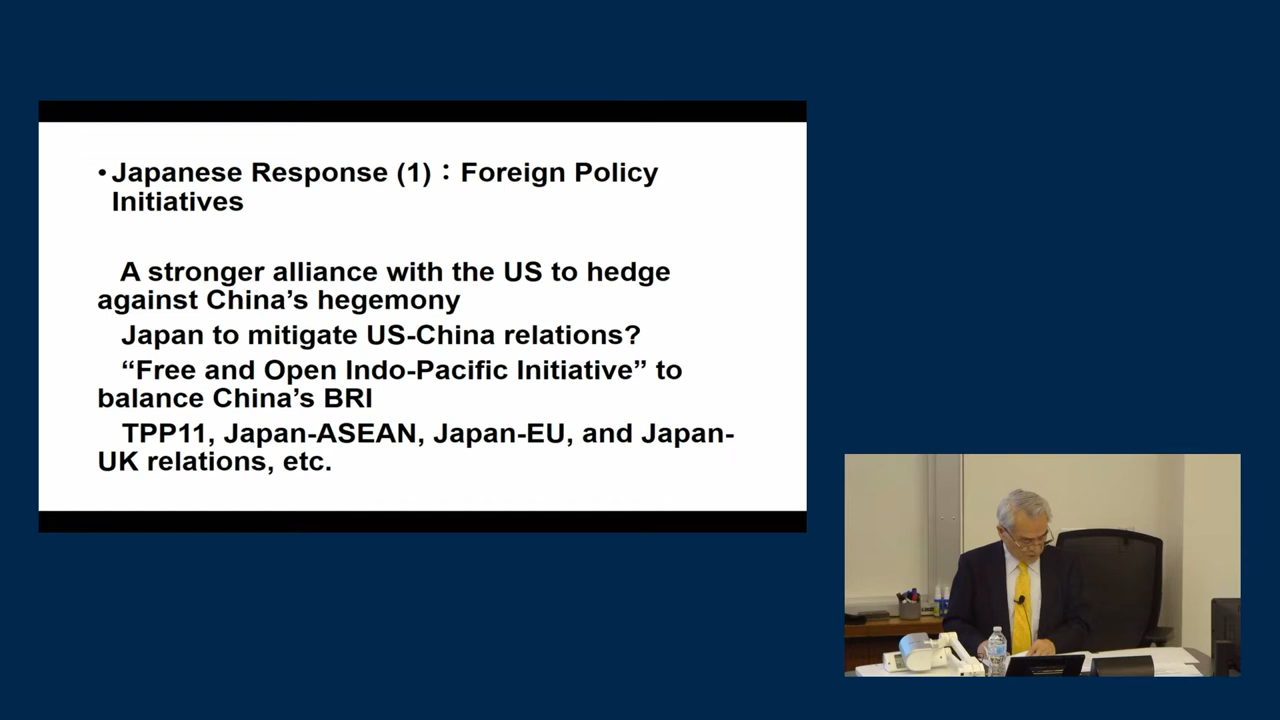 • Japanese Response (1)：Foreign Policy
Initiatives
A stronger alliance with the US to hedge
against China’s hegemony
Japan to mitigate US-China relations?
“Free and Open Indo-Pacific Initiative” to
balance China’s BRI
TPP11, Japan-ASEAN, Japan-EU, and Japan-
UK relations, etc.